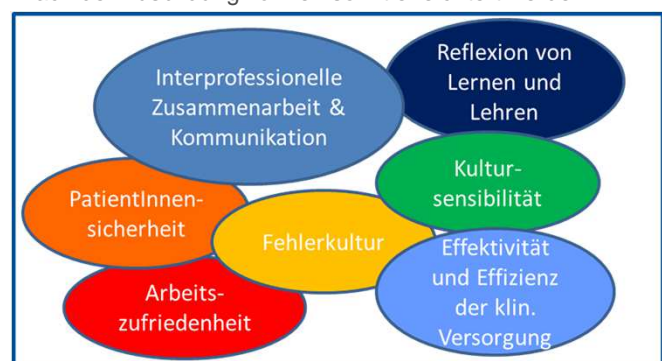 Interprofessionelle
Zusammenarbeit &
Kommunikation
Reflexion von
Lernen und
Lehren
PatientInnen-
sicherheit
Fehlerkultur
Kultur-
sensibilität
Arbeits-
zufriedenheit
Effektivität
und Effizienz
der klin.
Versorgung